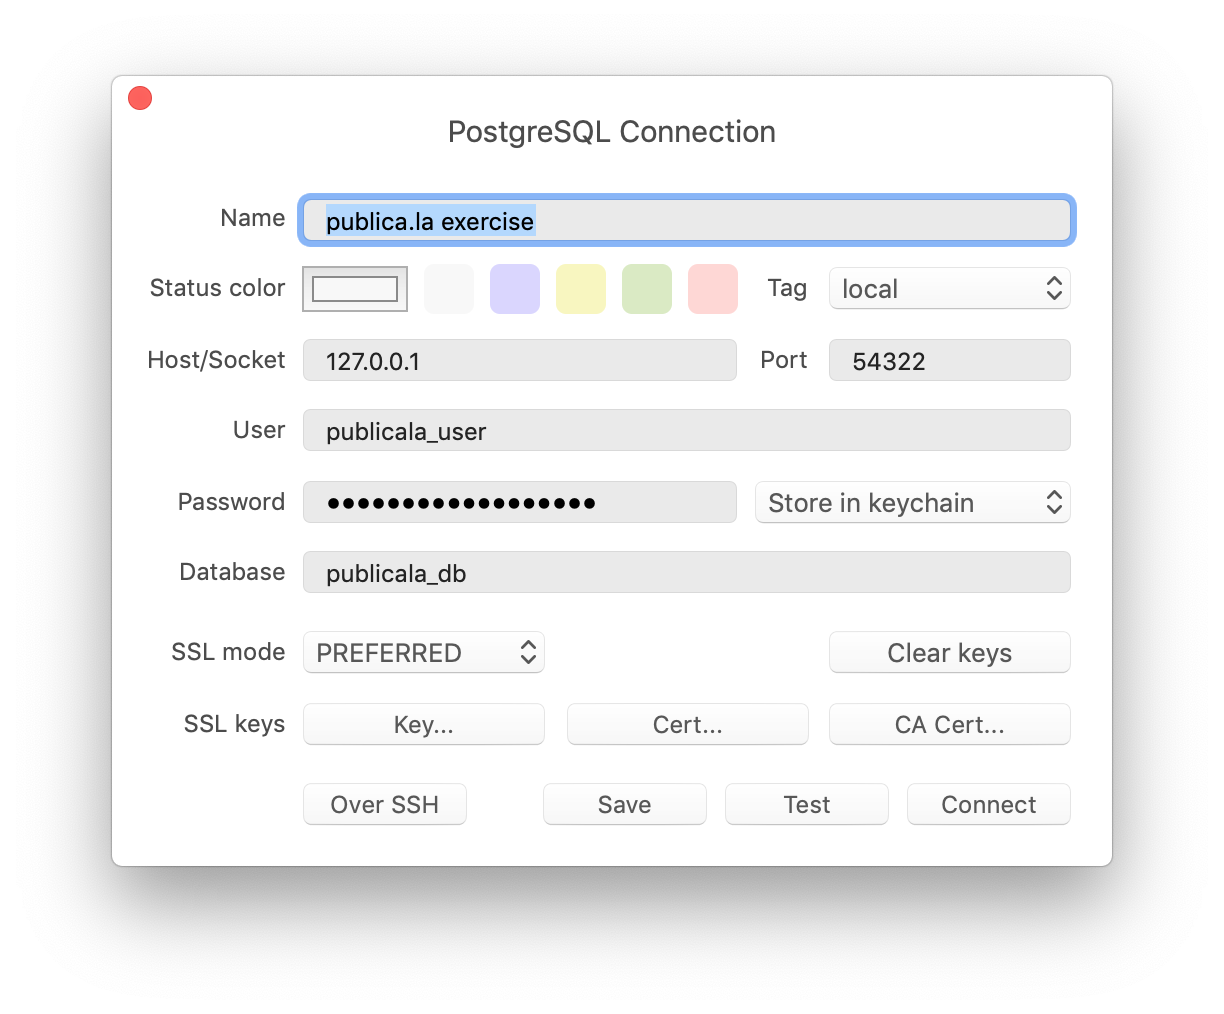 PostgreSQL Connection
Name publica.la exercise
Status color Tag local
Host/Socket 127.0.0.1 Port 54322
User publicala_user
Password ●●●●●●●●●●●●●●●●●● Store in keychain
Database publicala_db
SSL mode PREFERRED Clear keys
SSL keys Key... Cert... CA Cert...
Over SSH Save Test Connect